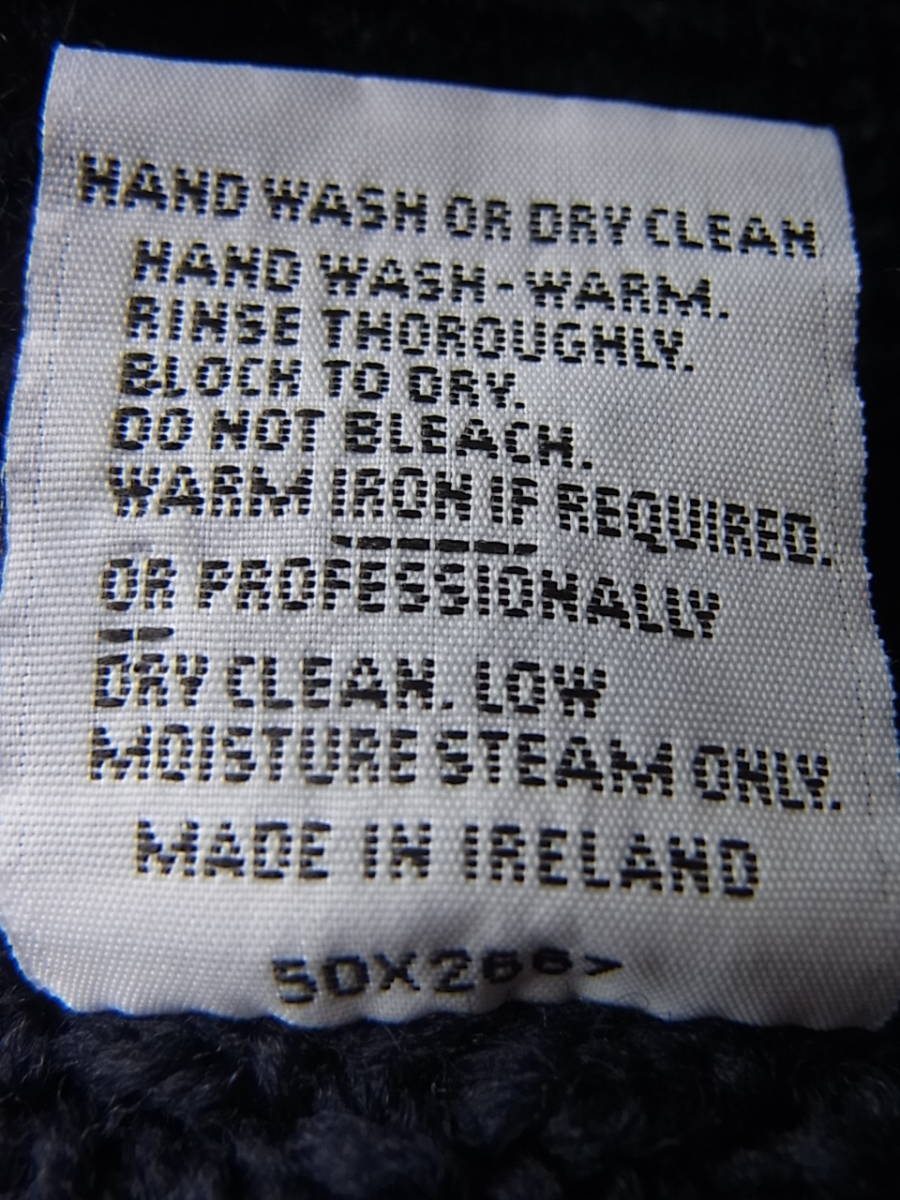 HAND WASH OR DRY CLEAN
HAND WASH-WARM.
RINSE THOROUGHLY.
BLOCK TO DRY.
DO NOT BLEACH.
WARM IRON IF REQUIRED.
OR PROFESSIONALLY
DRY CLEAN. LOW
MOISTURE STEAM ONLY.
MADE IN IRELAND
50X266>